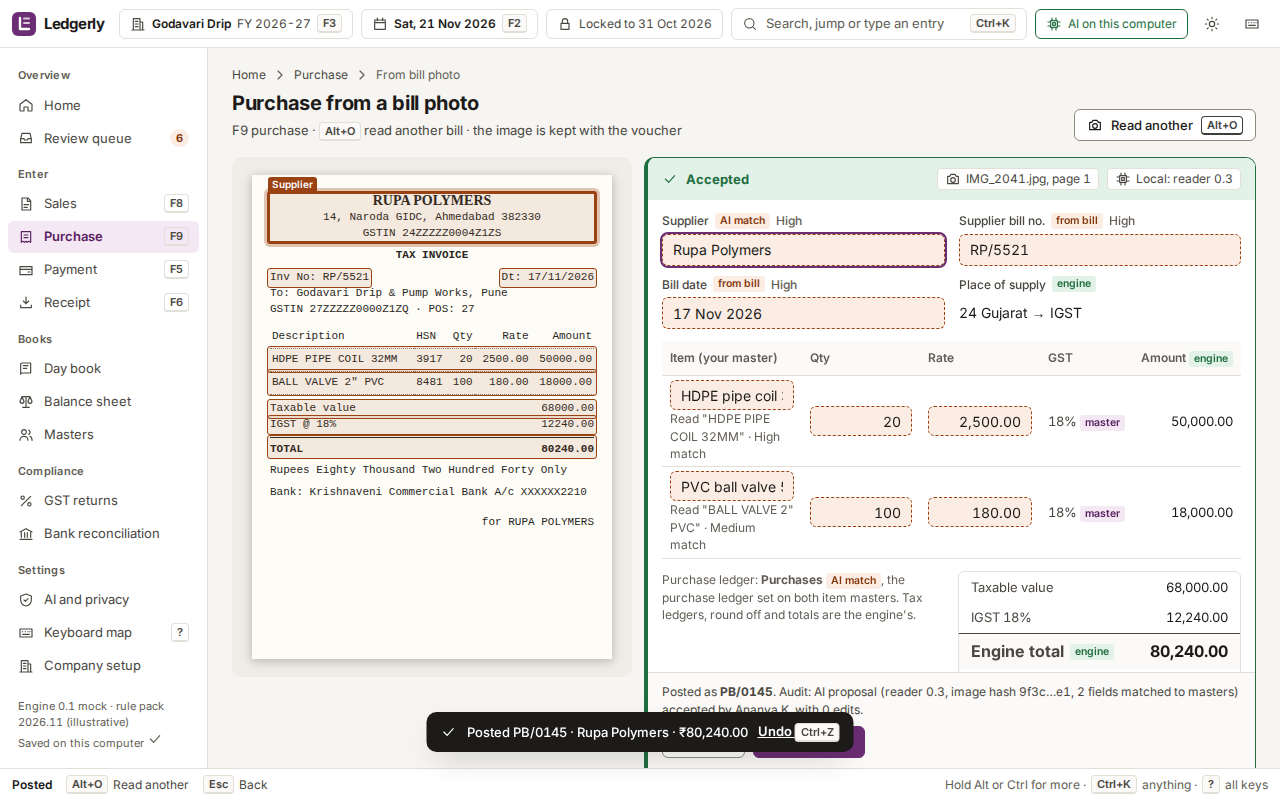 Ledgerly
Godavari Drip FY 2026-27 F3
Sat, 21 Nov 2026 F2
Locked to 31 Oct 2026
Search, jump or type an entry Ctrl+K
AI on this computer
Overview
Home
Review queue 6
Enter
Sales F8
Purchase F9
Payment F5
Receipt F6
Books
Day book
Balance sheet
Masters
Compliance
GST returns
Bank reconciliation
Settings
AI and privacy
Keyboard map ?
Company setup
Engine 0.1 mock · rule pack
2026.11 (illustrative)
Saved on this computer
Home > Purchase > From bill photo
Purchase from a bill photo
F9 purchase · Alt+O read another bill · the image is kept with the voucher
Read another Alt+O
Supplier
RUPA POLYMERS
14, Naroda GIDC, Ahmedabad 382330
GSTIN 24ZZZZZ0004Z1ZS
TAX INVOICE
Inv No: RP/5521 Dt: 17/11/2026
To: Godavari Drip & Pump Works, Pune
GSTIN 27ZZZZZ0000Z1ZQ · POS: 27
Description HSN Qty Rate Amount
HDPE PIPE COIL 32MM 3917 20 2500.00 50000.00
BALL VALVE 2" PVC 8481 100 180.00 18000.00
Taxable value 68000.00
IGST @ 18% 12240.00
TOTAL 80240.00
Rupees Eighty Thousand Two Hundred Forty Only
Bank: Krishnaveni Commercial Bank A/c XXXXXX2210
for RUPA POLYMERS
Accepted
IMG_2041.jpg, page 1
Local: reader 0.3
Supplier AI match High
Rupa Polymers
Supplier bill no. from bill High
RP/5521
Bill date from bill High
17 Nov 2026
Place of supply engine
24 Gujarat → IGST
Item (your master) Qty Rate GST Amount engine
HDPE pipe coil
Read "HDPE PIPE
COIL 32MM" · High
match
20 2,500.00 18% master 50,000.00
PVC ball valve
Read "BALL VALVE 2"
PVC" · Medium
match
100 180.00 18% master 18,000.00
Purchase ledger: Purchases AI match, the
purchase ledger set on both item masters. Tax
ledgers, round off and totals are the engine's.
Taxable value 68,000.00
IGST 18% 12,240.00
Engine total engine 80,240.00
Posted as PB/0145. Audit: AI proposal (reader 0.3, image hash 9f3c…e1, 2 fields matched to masters)
accepted by Ananya K. with 0 edits.
Posted PB/0145 · Rupa Polymers · ₹80,240.00 Undo Ctrl+Z
Posted Alt+O Read another Esc Back
Hold Alt or Ctrl for more · Ctrl+K anything · ? all keys